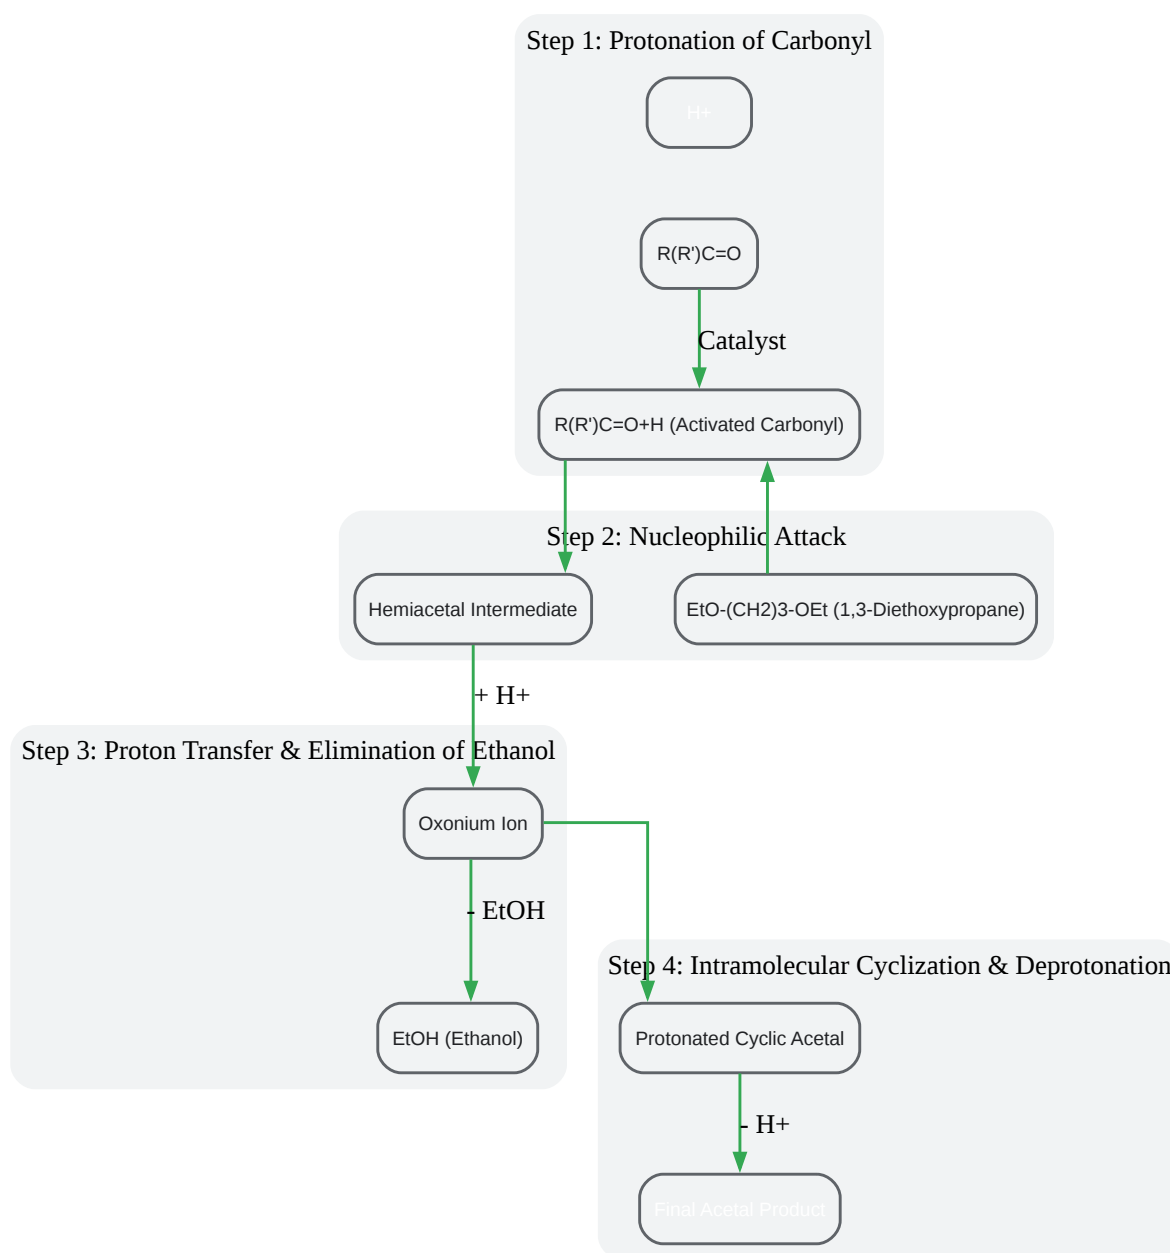 Step 1: Protonation of Carbonyl
H+
R(R')C=O
Catalyst
R(R')C=O+H (Activated Carbonyl)
Step 2: Nucleophilic Attack
Hemiacetal Intermediate
EtO-(CH2)3-OEt (1,3-Diethoxypropane)
+ H+
Step 3: Proton Transfer & Elimination of Ethanol
Oxonium Ion
- EtOH
EtOH (Ethanol)
Step 4: Intramolecular Cyclization & Deprotonation
Protonated Cyclic Acetal
- H+
Final Acetal Product